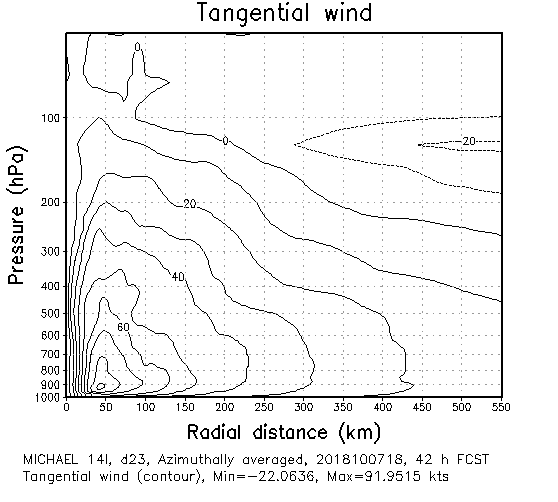 Tangential wind
0
100
0
-20
200
20
300
40
400
500
60
600
700
800
900
1000
0 50 100 150 200 250 300 350 400 450 500 550
Pressure (hPa)
Radial distance (km)
MICHAEL 14l, d23, Azimuthally averaged, 2018100718, 42 h FCST
Tangential wind (contour), Min=−22.0636, Max=91.9515 kts